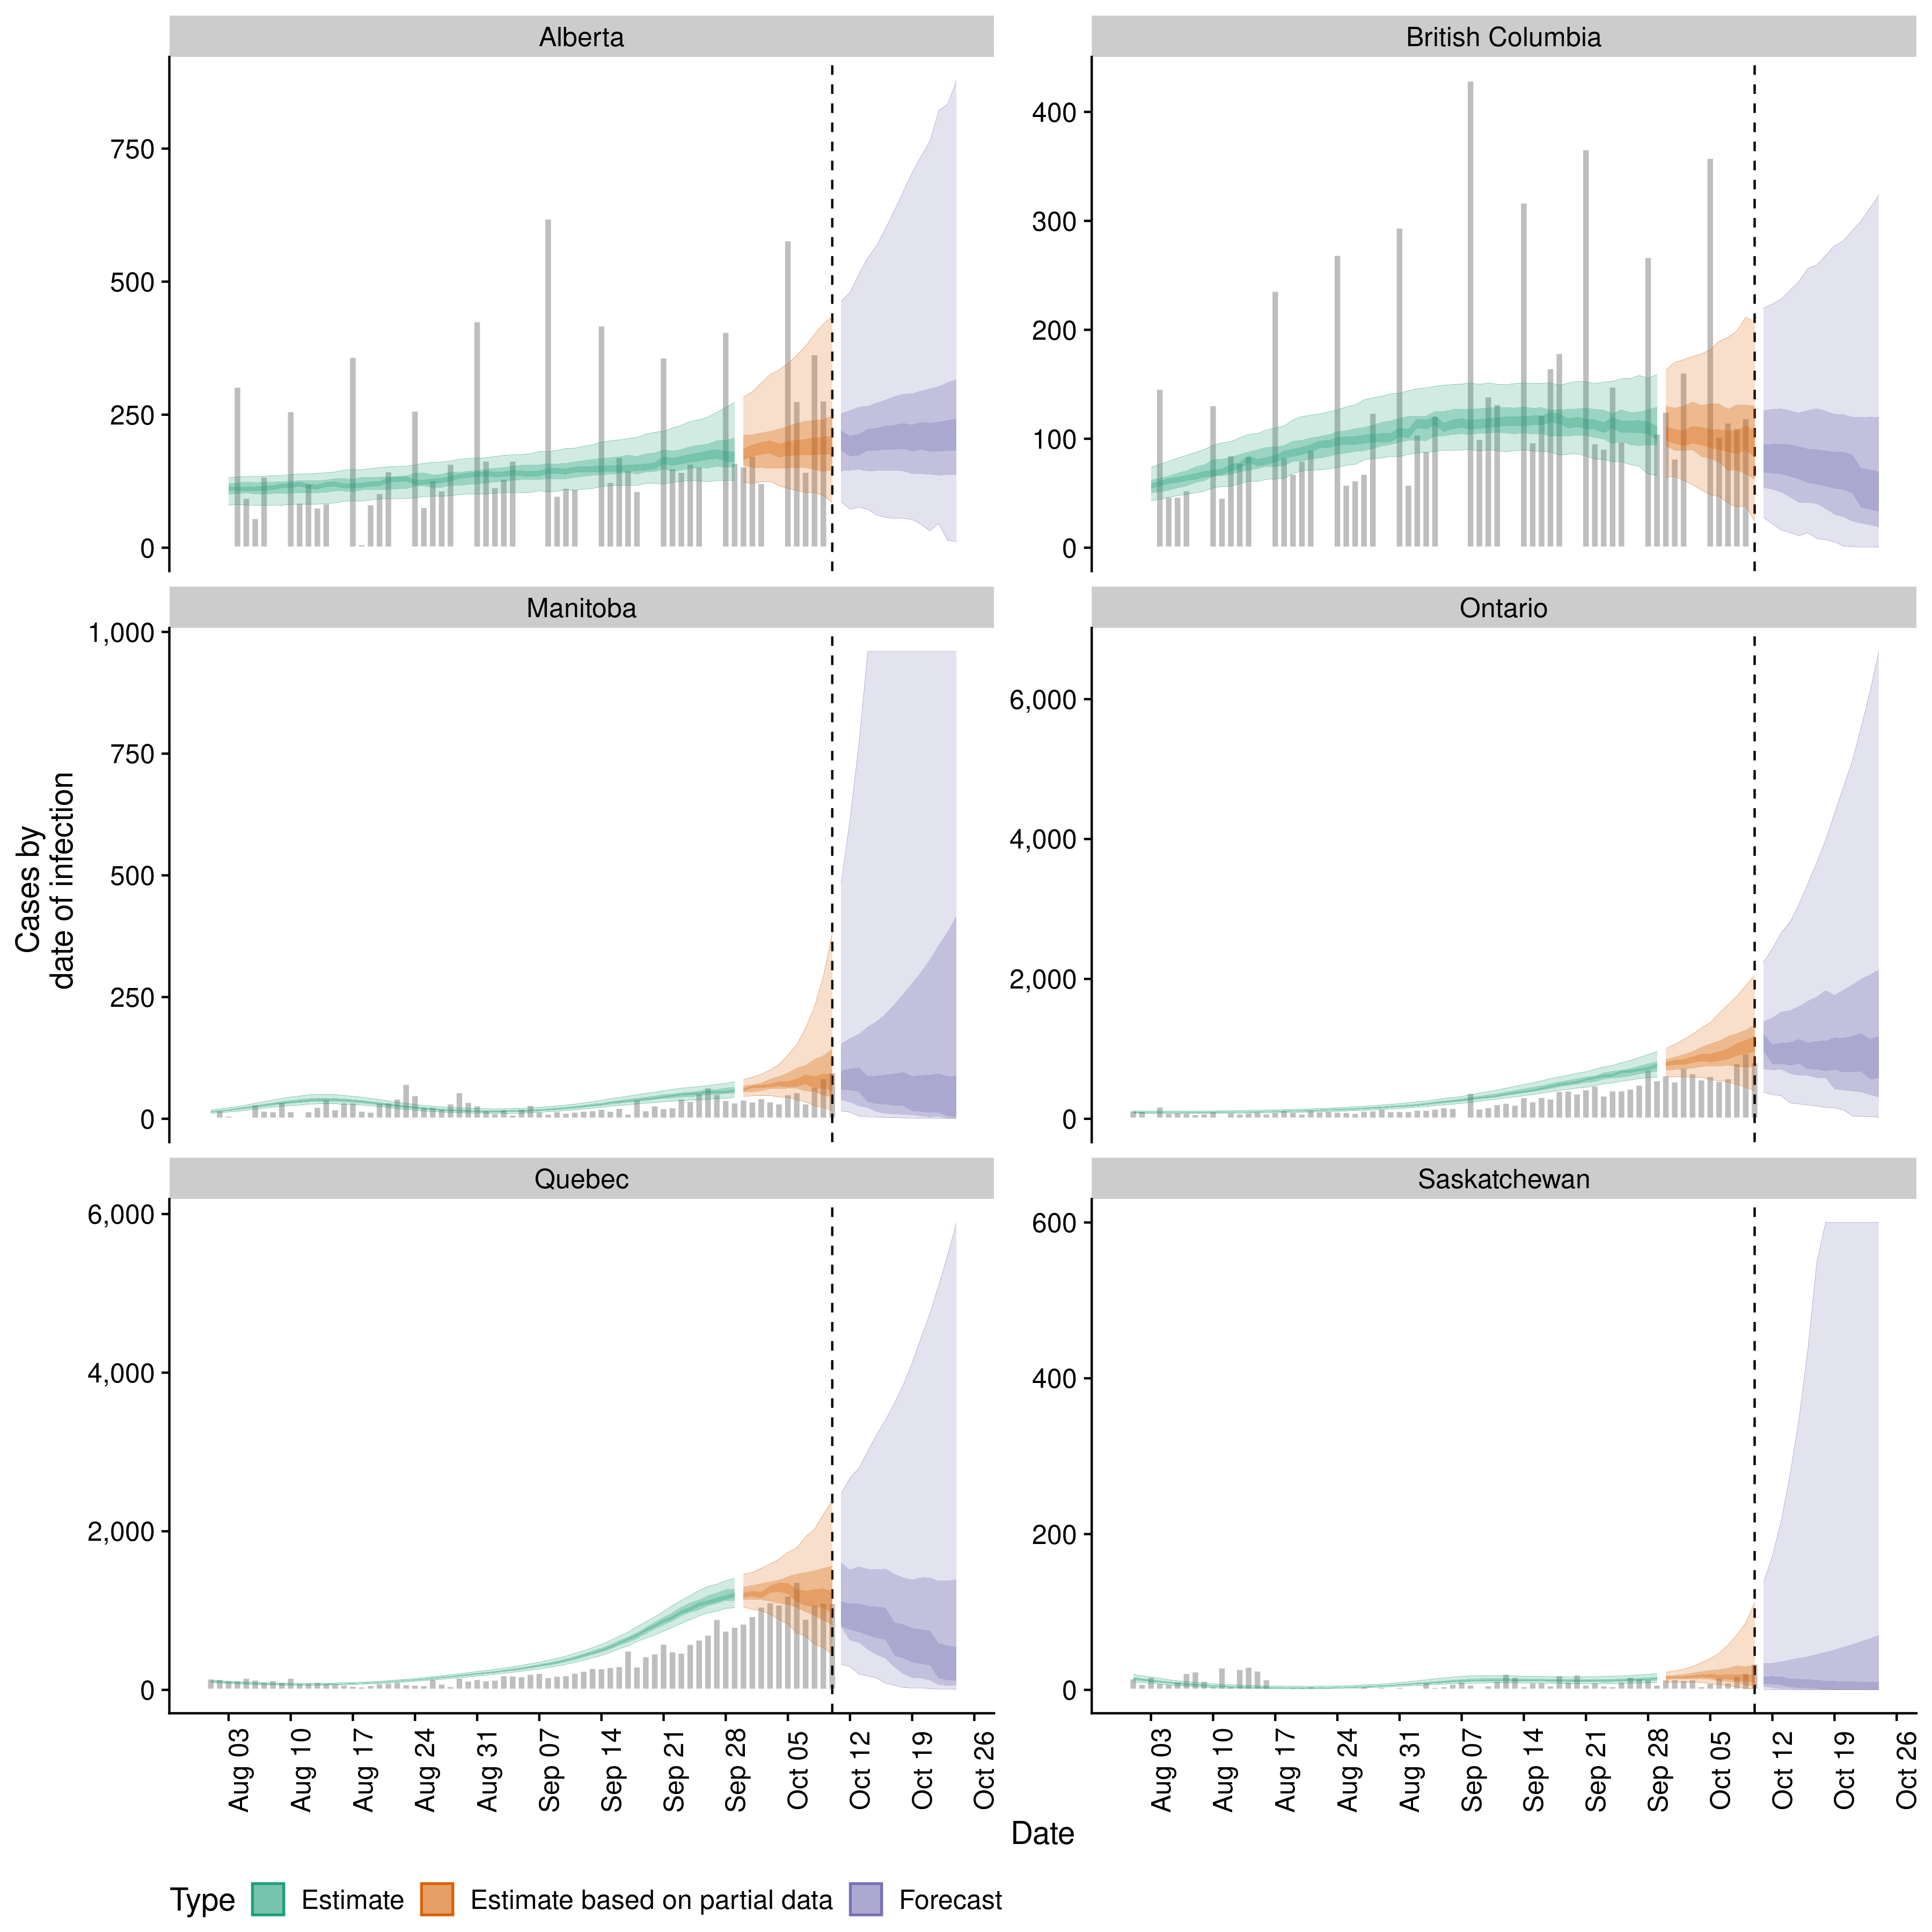 Alberta
British Columbia
750
500
250
0
400
300
200
100
0
Manitoba
Ontario
1,000
750
500
250
0
6,000
4,000
2,000
0
Quebec
Saskatchewan
6,000
4,000
2,000
0
600
400
200
0
Cases by
date of infection
Aug 03
Aug 10
Aug 17
Aug 24
Aug 31
Sep 07
Sep 14
Sep 21
Sep 28
Oct 05
Oct 12
Oct 19
Oct 26
Aug 03
Aug 10
Aug 17
Aug 24
Aug 31
Sep 07
Sep 14
Sep 21
Sep 28
Oct 05
Oct 12
Oct 19
Oct 26
Date
Type Estimate Estimate based on partial data Forecast